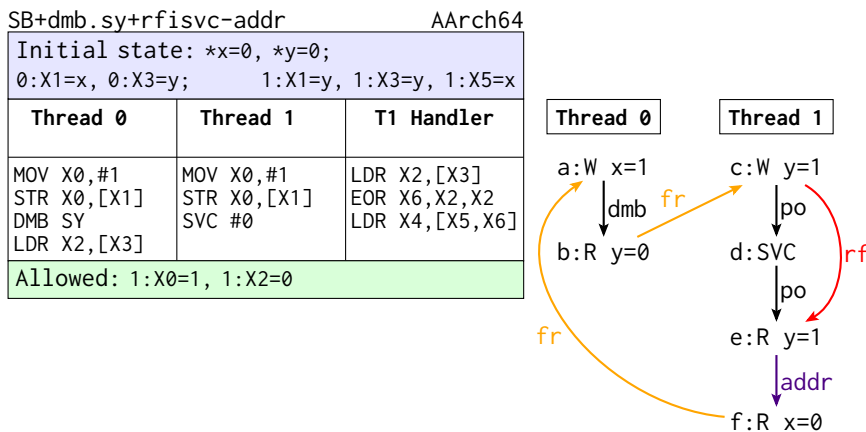 SB+dmb.sy+rfisvc-addr AArch64
Initial state: *x=0, *y=0;
0:X1=x, 0:X3=y; 1:X1=y, 1:X3=y, 1:X5=x
Thread 0 Thread 1 T1 Handler
MOV X0,#1 MOV X0,#1 LDR X2,[X3]
STR X0,[X1] STR X0,[X1] EOR X6,X2,X2
DMB SY SVC #0 LDR X4,[X5,X6]
LDR X2,[X3]
Allowed: 1:X0=1, 1:X2=0
Thread 0 Thread 1
a:W x=1 c:W y=1
dmb fr po
b:R y=0 d:SVC rf
po
fr e:R y=1
addr
f:R x=0